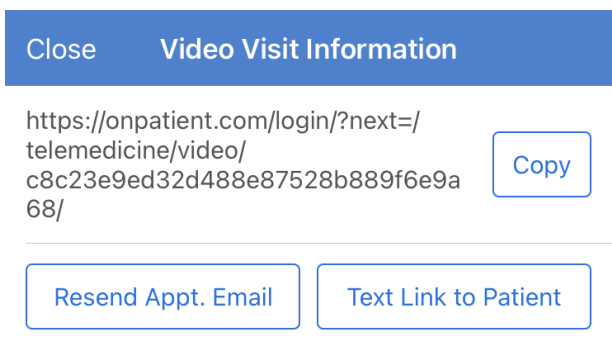 Close Video Visit Information
https://onpatient.com/login/?next=/
telemedicine/video/
c8c23e9ed32d488e87528b889f6e9a
68/
Copy
Resend Appt. Email Text Link to Patient